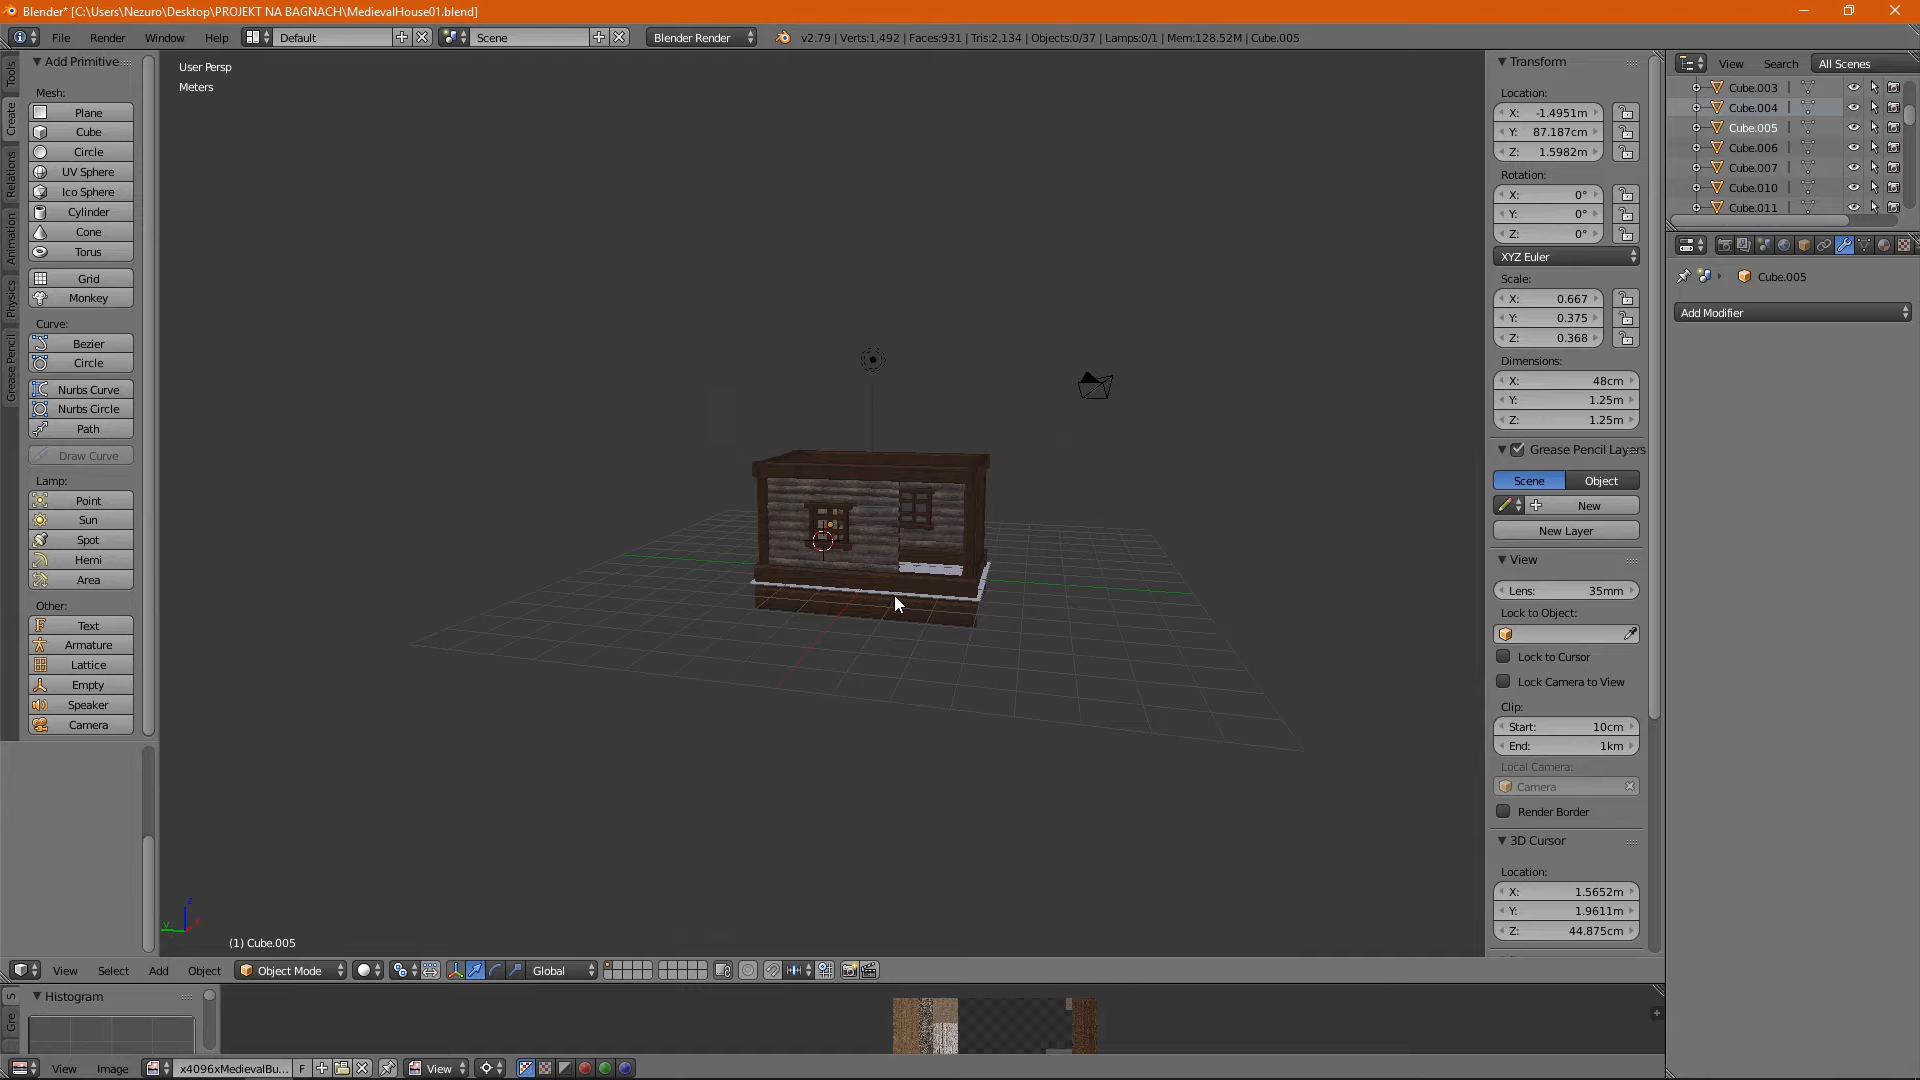 Blender* [C:\Users\Nezuro\Desktop\PROJEKT NA BAGNACH\MedievalHouse01.blend]
File Render Window Help Default Scene Blender Render v2.79 | Verts:1,492 | Faces:931 | Tris:2,134 | Objects:0/37 | Lamps:0/1 | Mem:128.52M | Cube.005
Tools
Create
Relations
Animation
Physics
Grease Pencil
Add Primitive
Mesh:
Plane
Cube
Circle
UV Sphere
Ico Sphere
Cylinder
Cone
Torus
Grid
Monkey
Curve:
Bezier
Circle
Nurbs Curve
Nurbs Circle
Path
Draw Curve
Lamp:
Point
Sun
Spot
Hemi
Area
Other:
Text
Armature
Lattice
Empty
Speaker
Camera
User Persp
Meters
z
y
x
(1) Cube.005
View Select Add Object Object Mode Global
Transform
Location:
X: -1.4951m
Y: 87.187cm
Z: 1.5982m
Rotation:
X: 0°
Y: 0°
Z: 0°
XYZ Euler
Scale:
X: 0.667
Y: 0.375
Z: 0.368
Dimensions:
X: 48cm
Y: 1.25m
Z: 1.25m
Grease Pencil Layers
Scene Object
New
New Layer
View
Lens: 35mm
Lock to Object:
Lock to Cursor
Lock Camera to View
Clip:
Start: 10cm
End: 1km
Local Camera:
Camera
Render Border
3D Cursor
Location:
X: 1.5652m
Y: 1.9611m
Z: 44.875cm
View Search All Scenes
Cube.003
Cube.004
Cube.005
Cube.006
Cube.007
Cube.010
Cube.011
Cube.005
Add Modifier
S
Gre
Histogram
View Image x4096xMedievalBu... F View